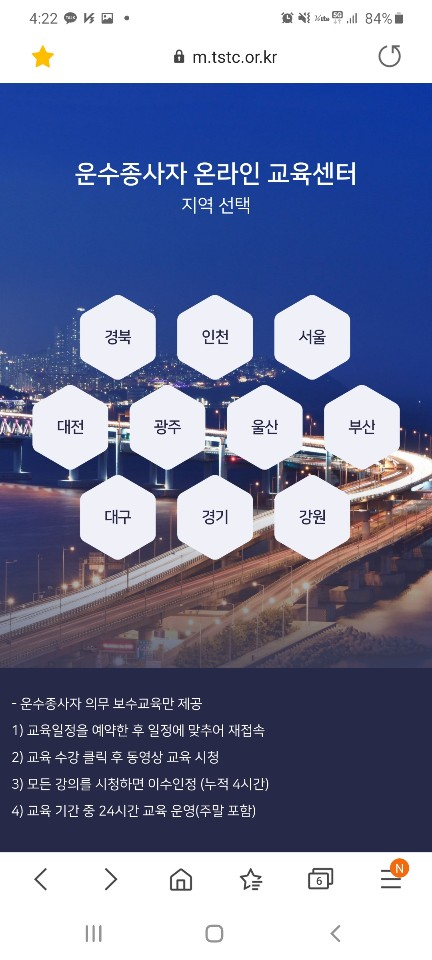 4:22
84%
m.tstc.or.kr
운수종사자 온라인 교육센터
지역 선택
경북 인천 서울
대전 광주 울산 부산
대구 경기 강원
- 운수종사자 의무 보수교육만 제공
1) 교육일정을 예약한 후 일정에 맞추어 재접속
2) 교육 수강 클릭 후 동영상 교육 시청
3) 모든 강의를 시청하면 이수인정 (누적 4시간)
4) 교육 기간 중 24시간 교육 운영(주말 포함)
6
N